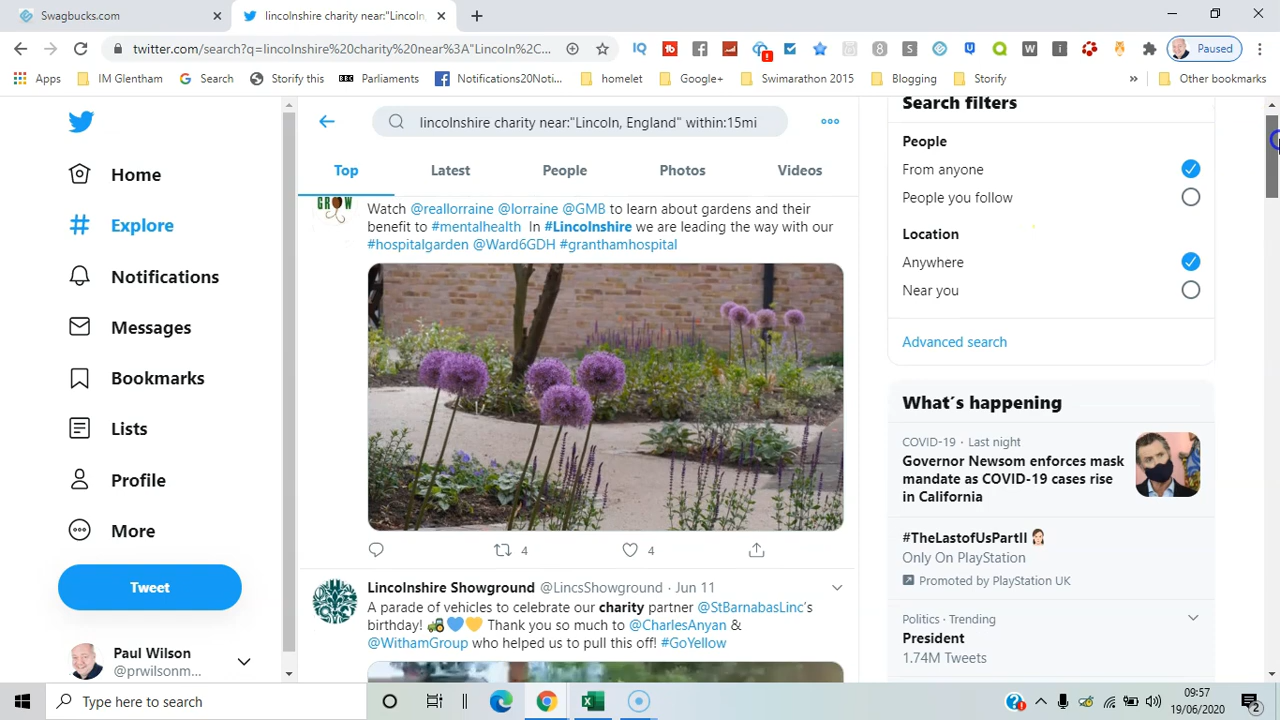 Swagbucks.com
lincolnshire charity near:"Lincoln,
twitter.com/search?q=lincolnshire%20charity%20near%3A"Lincoln%2C...
Paused
Apps
IM Glentham
Search
Storify this
Parliaments
Notifications20Noti...
homelet
Google+
Swimarathon 2015
Blogging
Storify
»
Other bookmarks
Home
Explore
Notifications
Messages
Bookmarks
Lists
Profile
More
Tweet
Paul Wilson
@prwilsonm...
lincolnshire charity near:"Lincoln, England" within:15mi
Top
Latest
People
Photos
Videos
GROW
Watch @reallorraine @lorraine @GMB to learn about gardens and their
benefit to #mentalhealth In #Lincolnshire we are leading the way with our
#hospitalgarden @Ward6GDH #granthamhospital
4
4
Lincolnshire Showground @LincsShowground · Jun 11
A parade of vehicles to celebrate our charity partner @StBarnabasLinc's
birthday! 🚜💙💛 Thank you so much to @CharlesAnyan &
@WithamGroup who helped us to pull this off! #GoYellow
Search filters
People
From anyone
People you follow
Location
Anywhere
Near you
Advanced search
What's happening
COVID-19 · Last night
Governor Newsom enforces mask
mandate as COVID-19 cases rise
in California
#TheLastofUsPartII
Only On PlayStation
Promoted by PlayStation UK
Politics · Trending
President
1.74M Tweets
Type here to search
09:57
19/06/2020
2